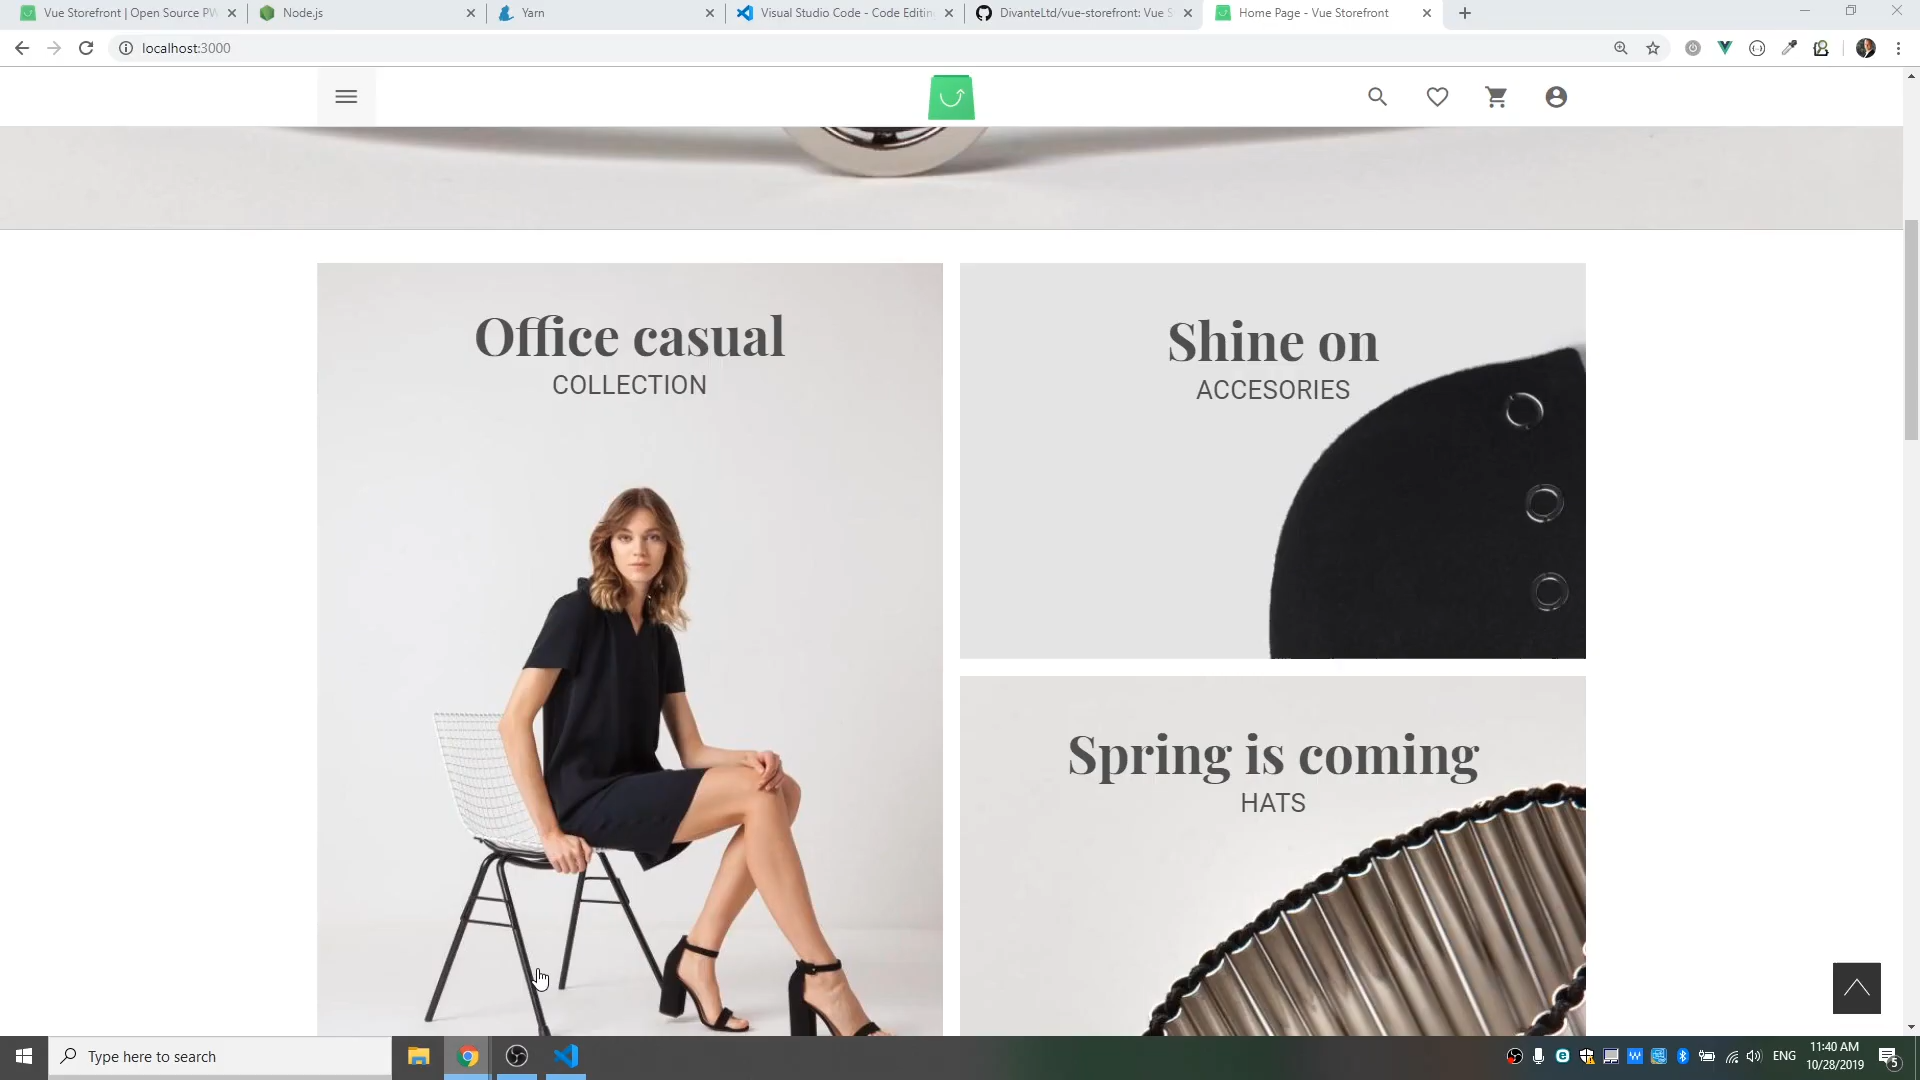 Vue Storefront | Open Source PW
Node.js
Yarn
Visual Studio Code - Code Editin
DivanteLtd/vue-storefront: Vue S
Home Page - Vue Storefront
localhost:3000
Office casual
COLLECTION
Shine on
ACCESORIES
Spring is coming
HATS
Type here to search
ENG
11:40 AM
10/28/2019
5